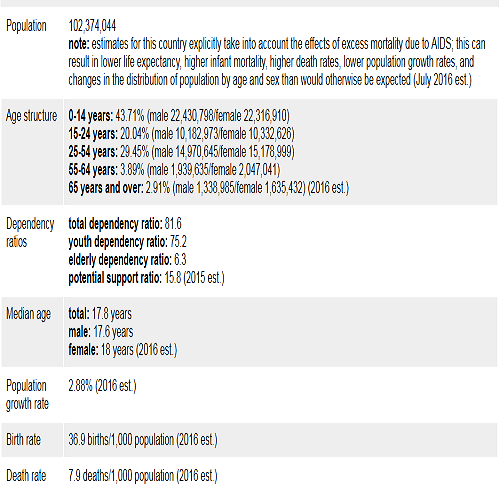 Population 102,374,044
note: estimates for this country explicitly take into account the effects of excess mortality due to AIDS; this can
result in lower life expectancy, higher infant mortality, higher death rates, lower population growth rates, and
changes in the distribution of population by age and sex than would otherwise be expected (July 2016 est.)
Age structure 0-14 years: 43.71% (male 22,430,798/female 22,316,910)
15-24 years: 20.04% (male 10,182,973/female 10,332,626)
25-54 years: 29.45% (male 14,970,645/female 15,178,999)
55-64 years: 3.89% (male 1,939,635/female 2,047,041)
65 years and over: 2.91% (male 1,338,985/female 1,635,432) (2016 est.)
Dependency total dependency ratio: 81.6
ratios youth dependency ratio: 75.2
elderly dependency ratio: 6.3
potential support ratio: 15.8 (2015 est.)
Median age total: 17.8 years
male: 17.6 years
female: 18 years (2016 est.)
Population 2.88% (2016 est.)
growth rate
Birth rate 36.9 births/1,000 population (2016 est.)
Death rate 7.9 deaths/1,000 population (2016 est.)